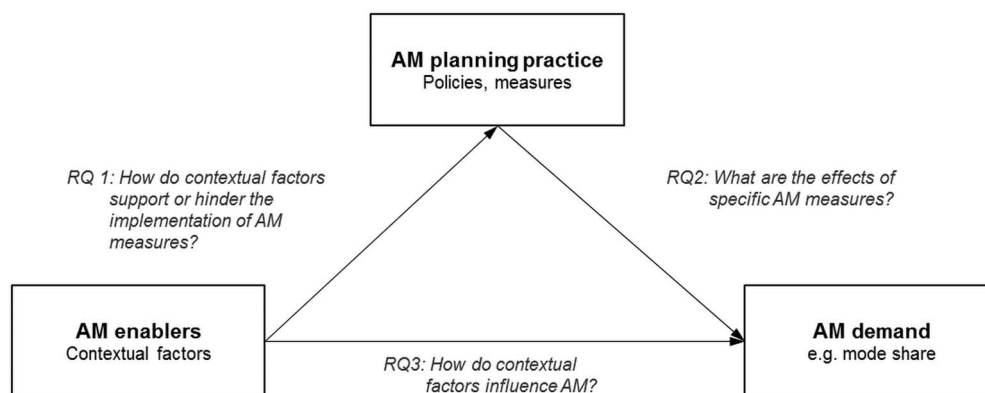 AM planning practice
Policies, measures
RQ 1: How do contextual factors
support or hinder the
implementation of AM
measures?
RQ2: What are the effects of
specific AM measures?
AM enablers
Contextual factors
AM demand
e.g. mode share
RQ3: How do contextual
factors influence AM?